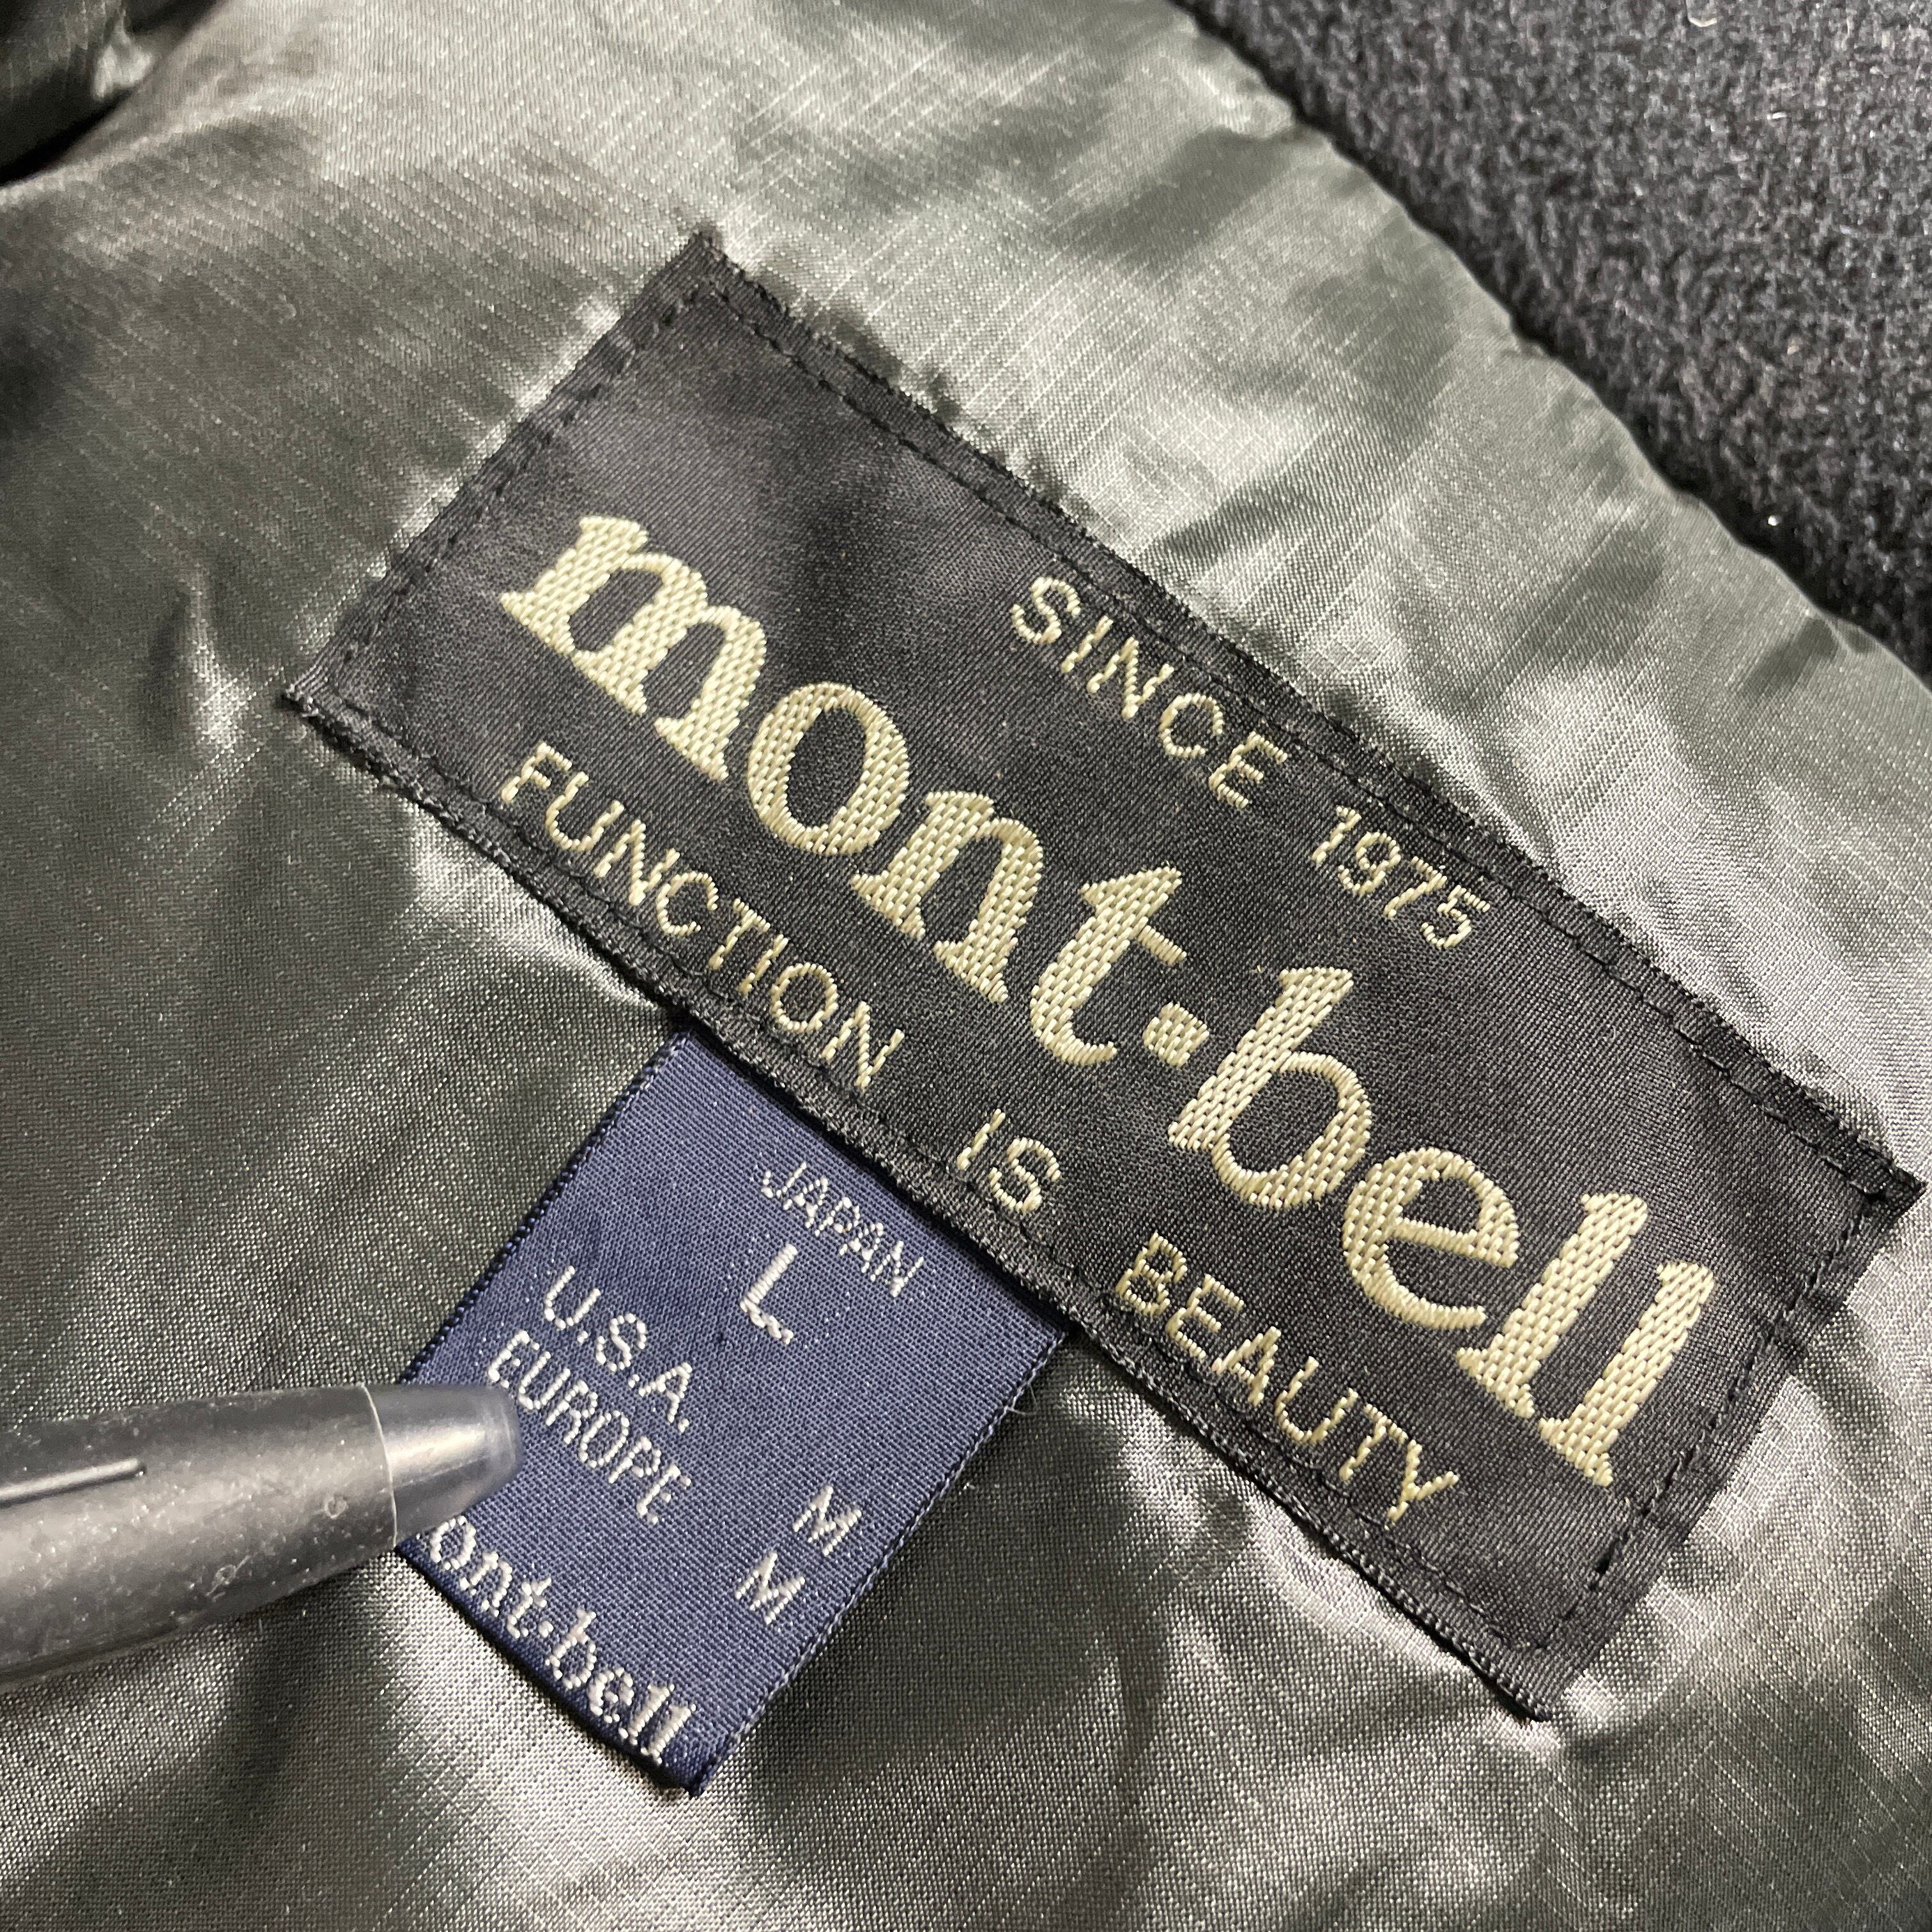 SINCE 1975
mont·bell
FUNCTION IS BEAUTY
JAPAN
L
U.S.A. M
EUROPE M
ont·bell